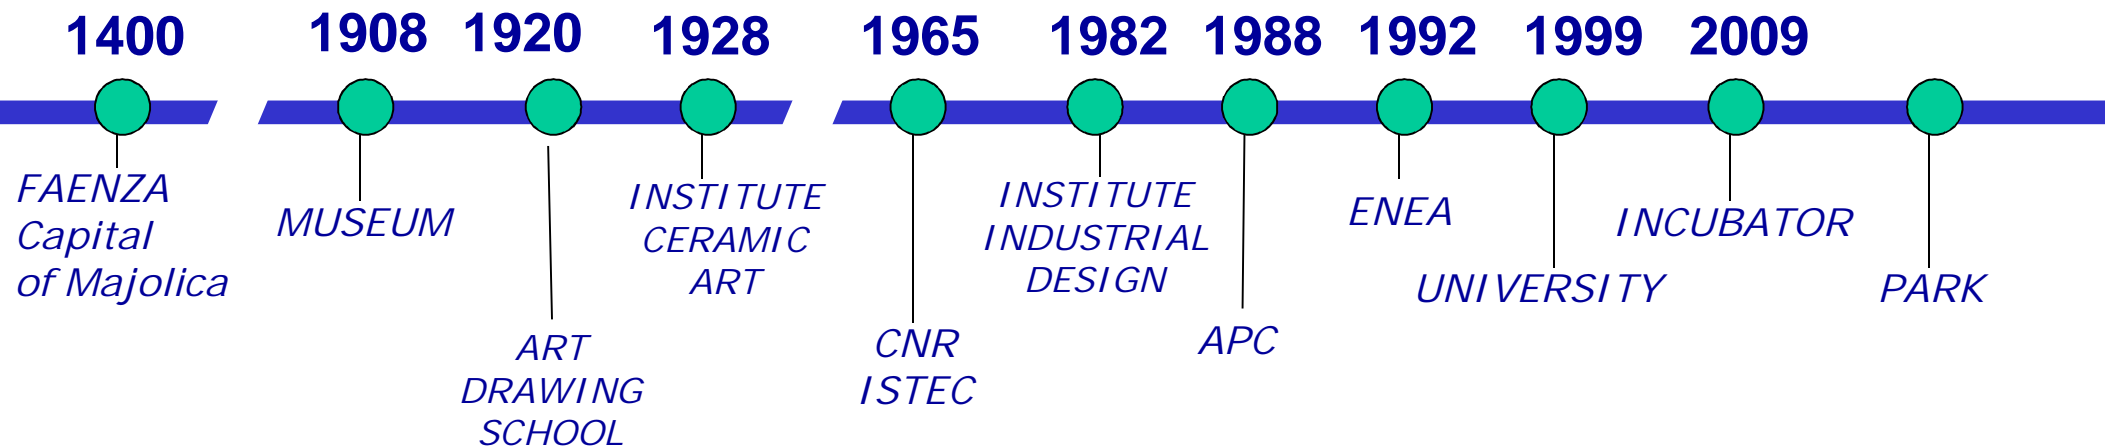 1400 1908 1920 1928 1965 1982 1988 1992 1999 2009
FAENZA
Capital
of Majolica
MUSEUM
ART
DRAWING
SCHOOL
INSTITUTE
CERAMIC
ART
CNR
ISTEC
INSTITUTE
INDUSTRIAL
DESIGN
APC
ENEA
UNIVERSITY
INCUBATOR
PARK